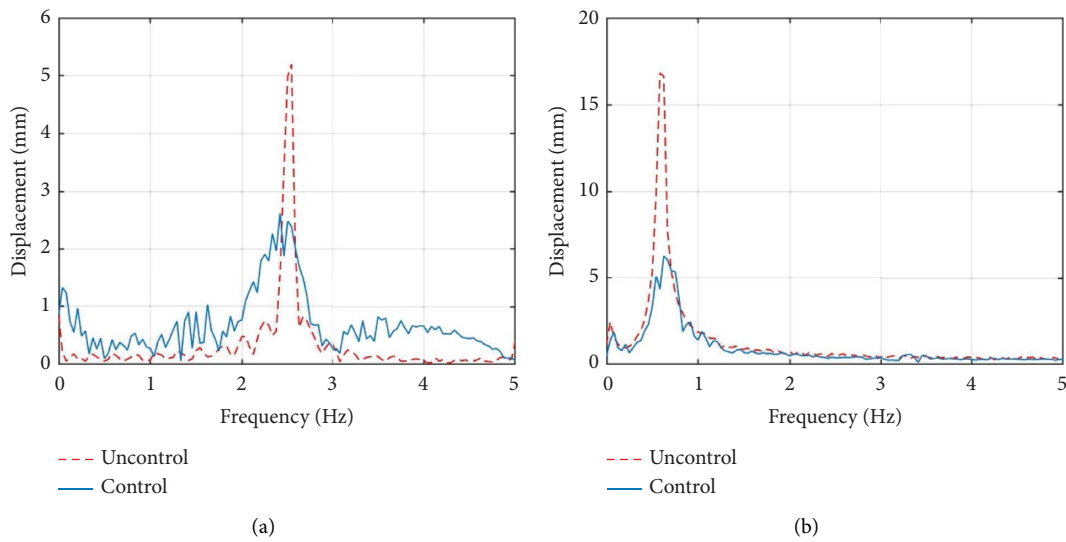 6
5
4
3
2
1
0
Displacement (mm)
0 1 2 3 4 5
Frequency (Hz)
Uncontrol
Control
(a)
20
15
10
5
0
Displacement (mm)
0 1 2 3 4 5
Frequency (Hz)
Uncontrol
Control
(b)